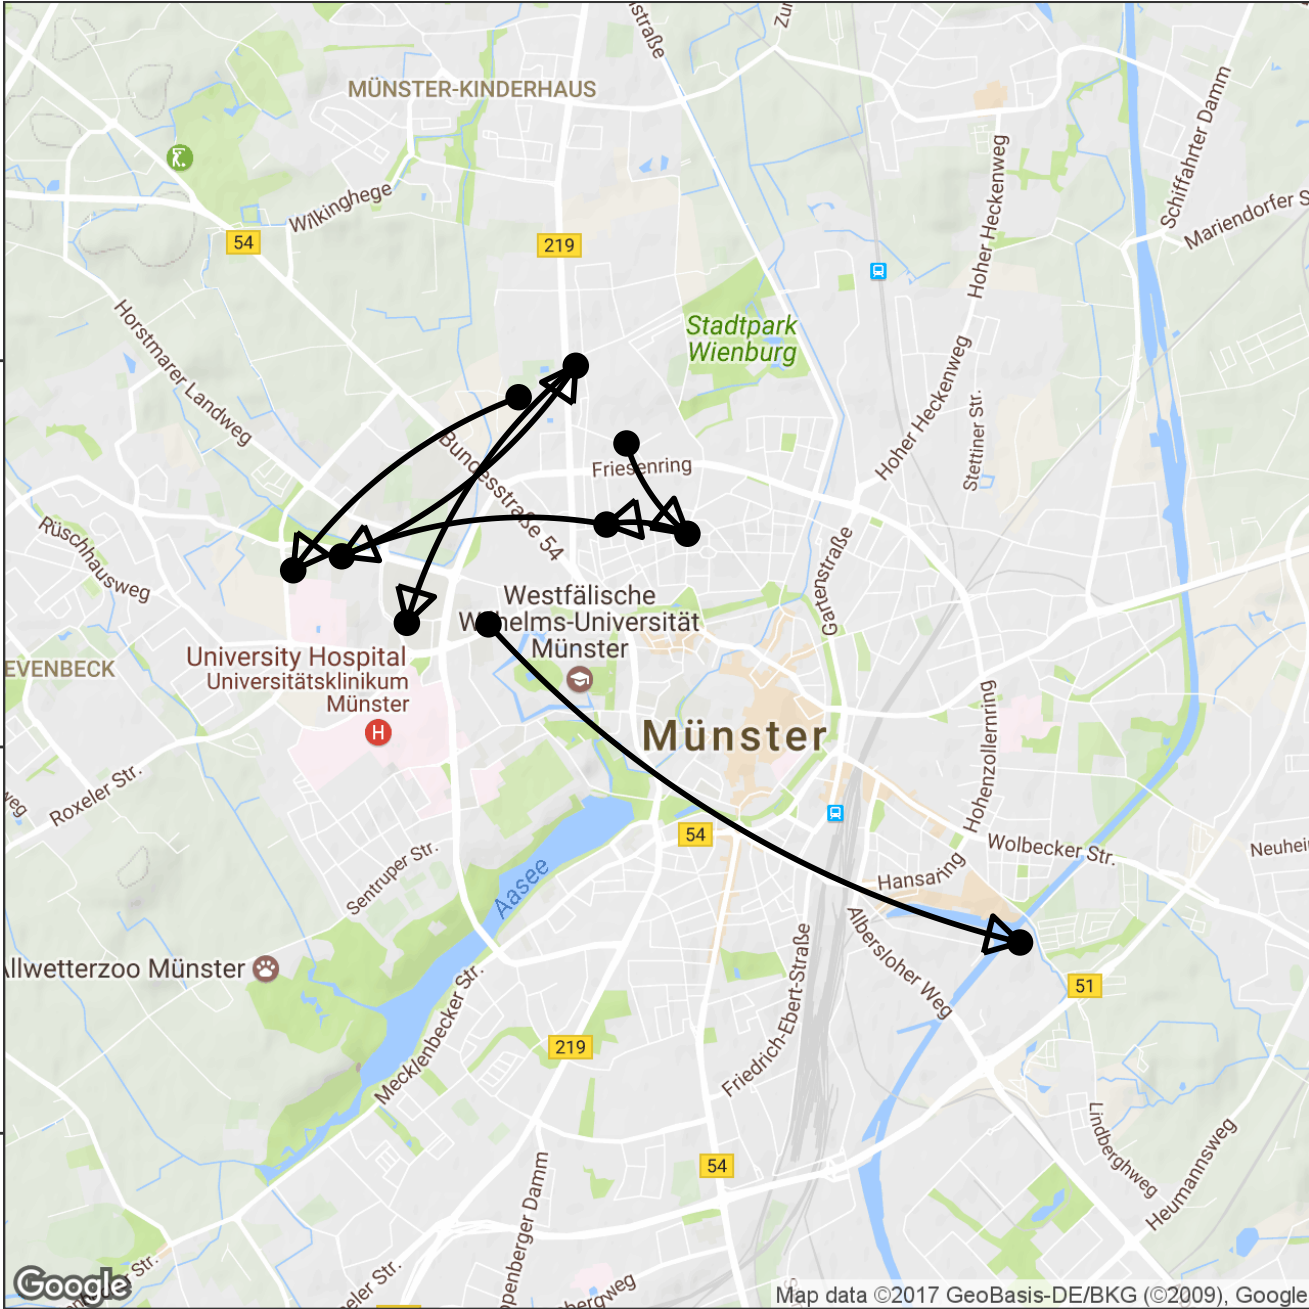 MÜNSTER-KINDERHAUS
Schiffahrter Damm
Hoher Heckenweg
Wilkinghege
Mariendorfer S
54
219
Horstmarer Landweg
Stadtpark
Wienburg
Hoher Heckenweg
Stettiner Str.
Bundesstraße 54
Friesenring
Rüschhausweg
Gartenstraße
Westfälische
Wilhelms-Universität
Münster
EVENBECK
University Hospital
Universitätsklinikum
Münster
H
Münster
Hohenzollernring
Roxeler Str.
weg
54
Wolbecker Str.
Neuhei
Sentruper Str.
Aasee
Hansaring
Albersloher Weg
Allwetterzoo Münster
51
Mecklenbecker Str.
Friedrich-Ebert-Straße
219
Lindberghweg
Heumannsweg
54
Google
Map data ©2017 GeoBasis-DE/BKG (©2009), Google